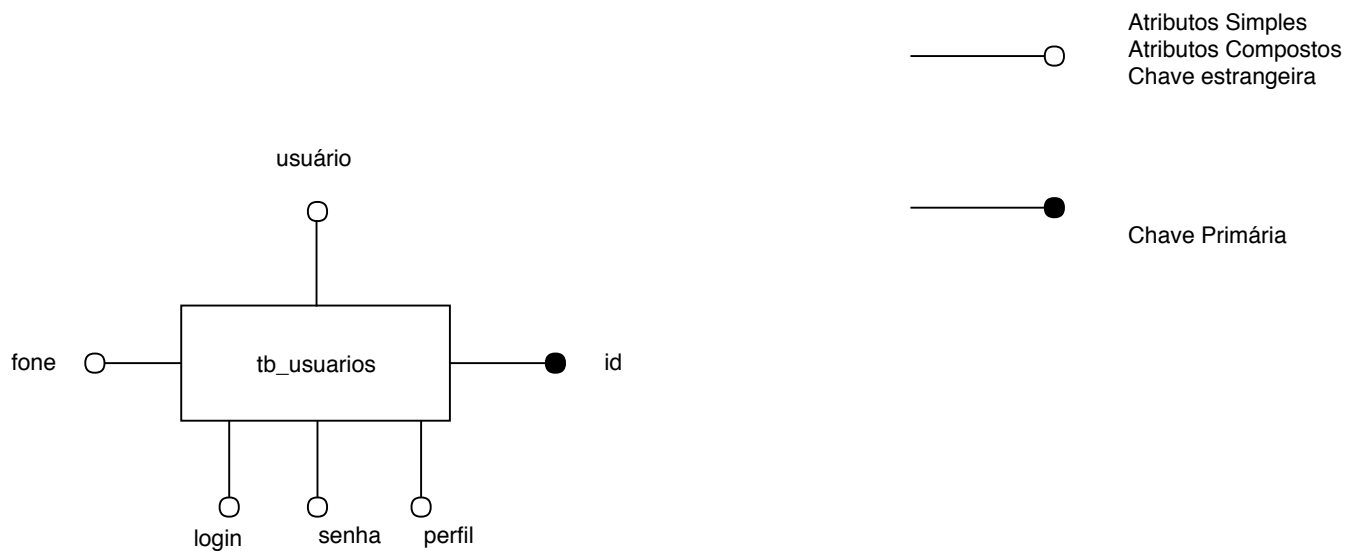 Atributos Simples
Atributos Compostos
Chave estrangeira
usuário
Chave Primária
fone
tb_usuarios
id
login
senha
perfil